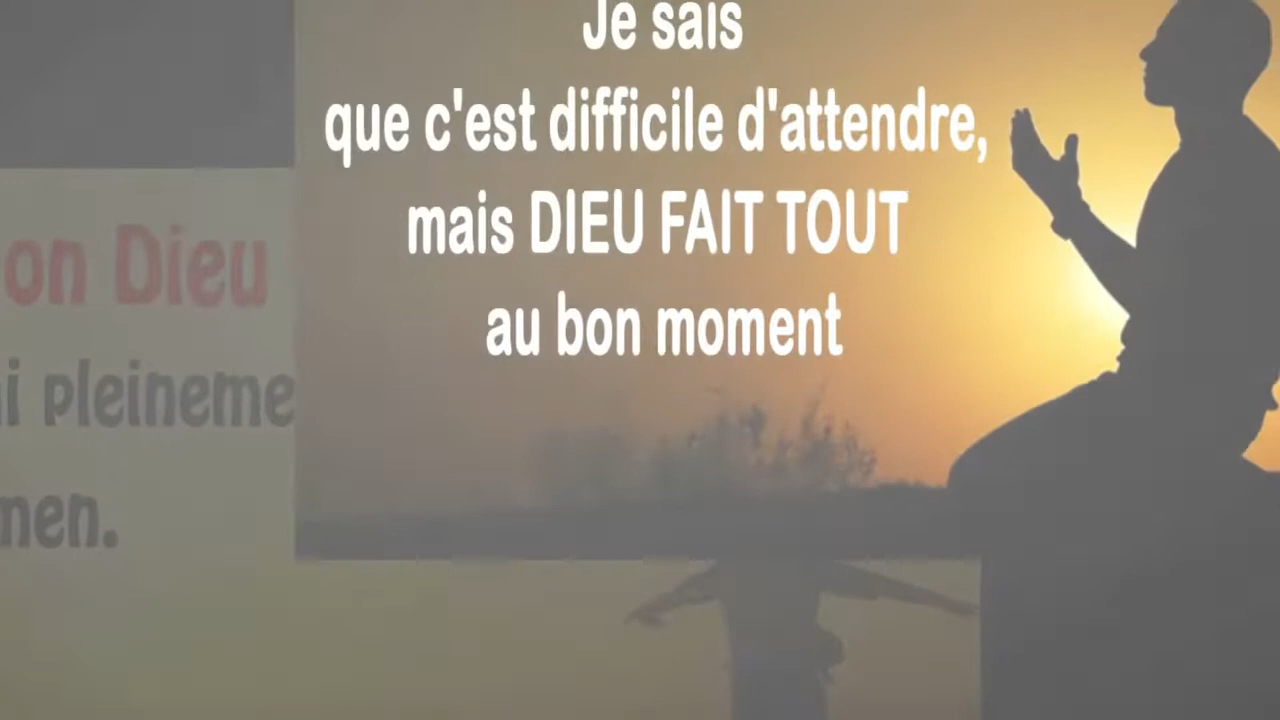 Je sais
que c'est difficile d'attendre,
mais DIEU FAIT TOUT
au bon moment
on Dieu
i pleineme
men.